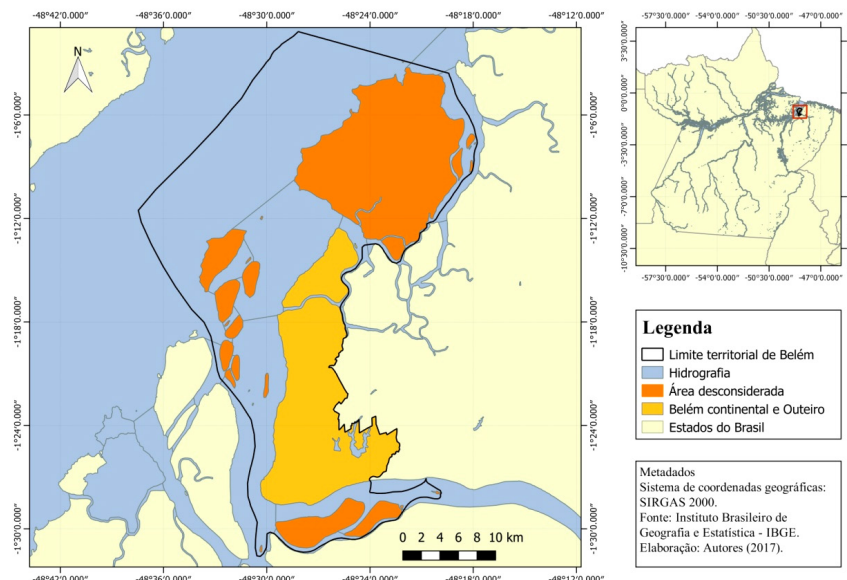 -48°42'0.000" -48°36'0.000" -48°30'0.000" -48°24'0.000" -48°18'0.000" -48°12'0.000"
-1°6'0.000" -1°12'0.000" -1°18'0.000" -1°24'0.000" -1°30'0.000"
N
-1°6'0.000" -1°12'0.000" -1°18'0.000" -1°24'0.000" -1°30'0.000"
0 2 4 6 8 10 km
-48°42'0.000" -48°36'0.000" -48°30'0.000" -48°24'0.000" -48°18'0.000" -48°12'0.000"
-57°30'0.000" -54°0'0.000" -50°30'0.000" -47°0'0.000"
3°30'0.000" 0°0'0.000" -3°30'0.000" -7°0'0.000" -10°30'0.000"
3°30'0.000" 0°0'0.000" -3°30'0.000" -7°0'0.000" -10°30'0.000"
-57°30'0.000" -54°0'0.000" -50°30'0.000" -47°0'0.000"
Legenda
Limite territorial de Belém
Hidrografia
Área desconsiderada
Belém continental e Outeiro
Estados do Brasil
Metadados
Sistema de coordenadas geográficas:
SIRGAS 2000.
Fonte: Instituto Brasileiro de
Geografia e Estatística - IBGE.
Elaboração: Autores (2017).